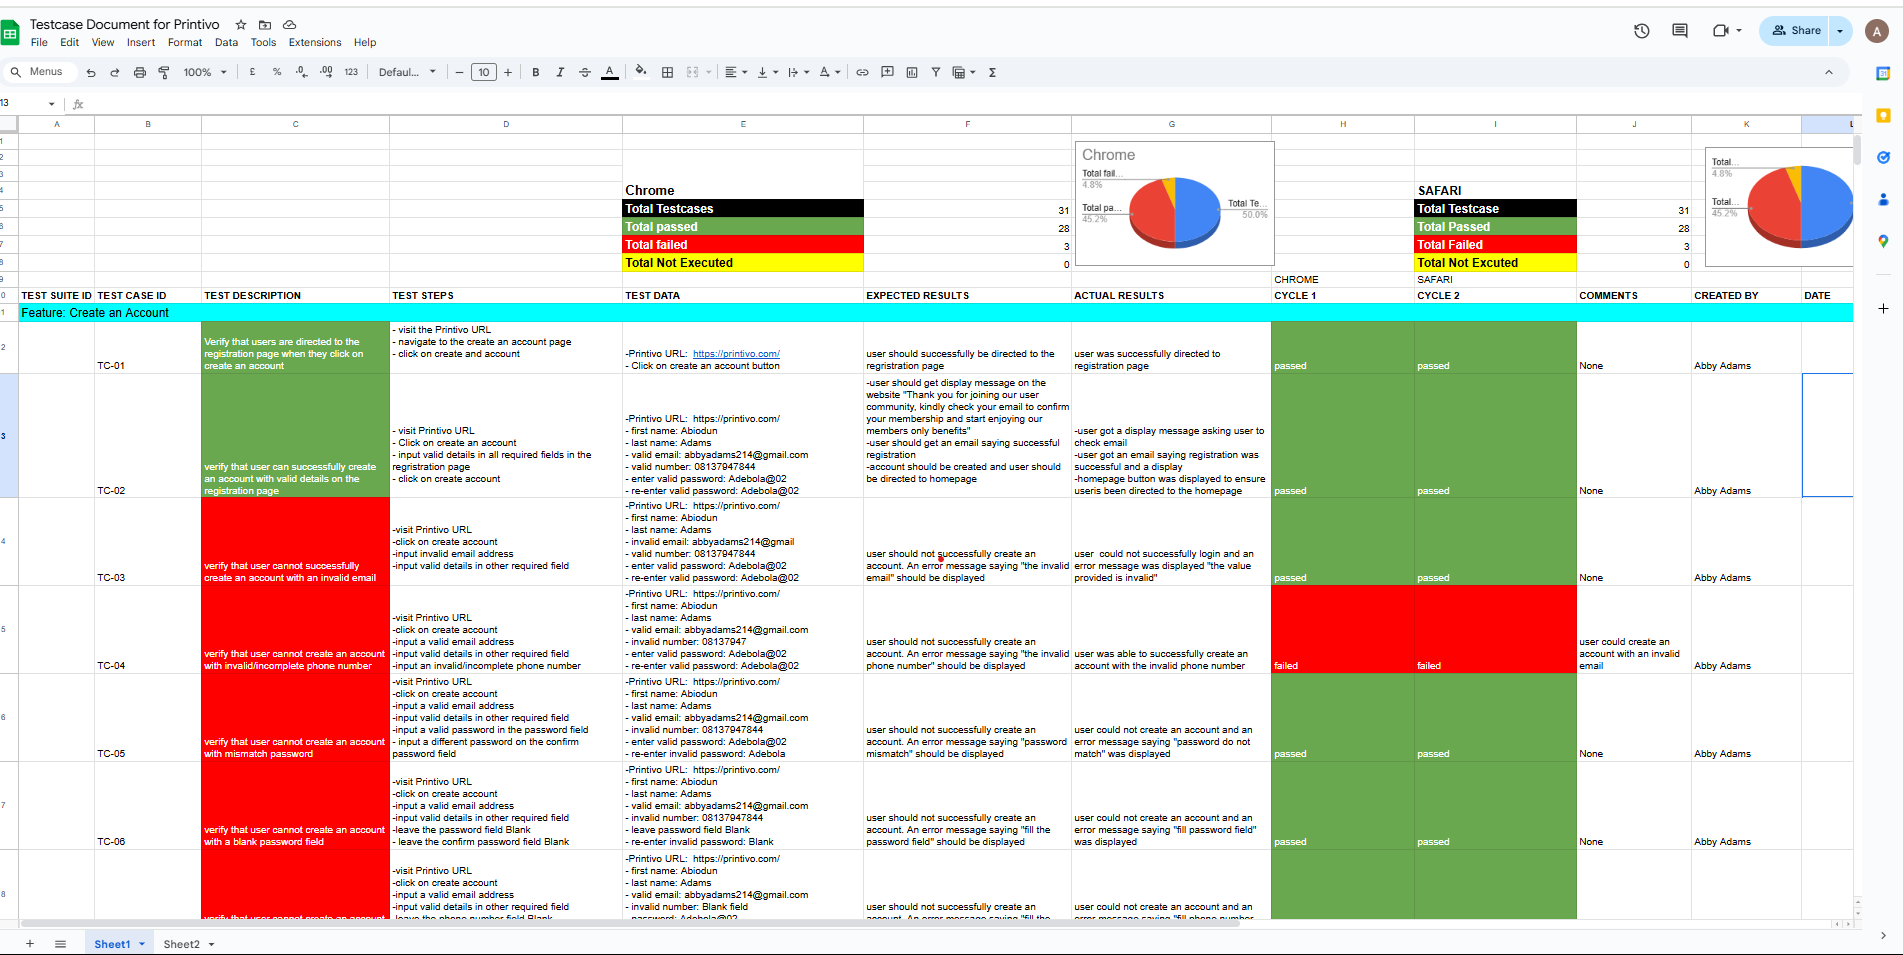 Testcase Document for Printivo
File Edit View Insert Format Data Tools Extensions Help
Share
A
Menus 100% £ % .0 .00 123 Defaul... 10 B I A Σ
13 fx
A B C D E F G H I J K L
Chrome
Total Testcases 31
Total passed 28
Total failed 3
Total Not Executed 0
Chrome
Total fail...
4.8%
Total pa...
45.2%
Total Te...
50.0%
SAFARI
Total Testcase 31
Total Passed 28
Total Failed 3
Total Not Excuted 0
Total...
4.8%
Total...
45.2%
CHROME SAFARI
TEST SUITE ID TEST CASE ID TEST DESCRIPTION TEST STEPS TEST DATA EXPECTED RESULTS ACTUAL RESULTS CYCLE 1 CYCLE 2 COMMENTS CREATED BY DATE
Feature: Create an Account
TC-01
Verify that users are directed to the
registration page when they click on
create an account
- visit the Printivo URL
- navigate to the create an account page
- click on create and account
-Printivo URL: https://printivo.com/
- Click on create an account button
user should successfully be directed to the
registration page
user was successfully directed to
registration page
passed
passed
None
Abby Adams
TC-02
verify that user can successfully create
an account with valid details on the
registration page
- visit Printivo URL
- Click on create an account
- input valid details in all required fields in the
regristration page
- click on create account
-Printivo URL: https://printivo.com/
- first name: Abiodun
- last name: Adams
- valid email: abbyadams214@gmail.com
- valid number: 08137947844
- enter valid password: Adebola@02
- re-enter valid password: Adebola@02
-user should get display message on the
website "Thank you for joining our user
community, kindly check your email to confirm
your membership and start enjoying our
members only benefits"
-user should get an email saying successful
registration
-account should be created and user should
be directed to homepage
-user got a display message asking user to
check email
-user got an email saying registration was
successful and a display
-homepage button was displayed to ensure
useris been directed to the homepage
passed
passed
None
Abby Adams
TC-03
verify that user cannot successfully
create an account with an invalid email
-visit Printivo URL
-click on create account
-input invalid email address
-input valid details in other required field
-Printivo URL: https://printivo.com/
- first name: Abiodun
- last name: Adams
- invalid email: abbyadams214@gmail
- valid number: 08137947844
- enter valid password: Adebola@02
- re-enter valid password: Adebola@02
user should not successfully create an
account. An error message saying "the invalid
email" should be displayed
user could not successfully login and an
error message was displayed "the value
provided is invalid"
passed
passed
None
Abby Adams
TC-04
verify that user cannot create an account
with invalid/incomplete phone number
-visit Printivo URL
-click on create account
-input a valid email address
-input valid details in other required field
-input an invalid/incomplete phone number
-Printivo URL: https://printivo.com/
- first name: Abiodun
- last name: Adams
- valid email: abbyadams214@gmail.com
- invalid number: 08137947
- enter valid password: Adebola@02
- re-enter valid password: Adebola@02
user should not successfully create an
account. An error message saying "the invalid
phone number" should be displayed
user was able to successfully create an
account with the invalid phone number
failed
failed
user could create an
account with an invalid
email
Abby Adams
TC-05
verify that user cannot create an account
with mismatch password
-visit Printivo URL
-click on create account
-input a valid email address
-input valid details in other required field
-input a valid password in the password field
- input a different password on the confirm
password field
-Printivo URL: https://printivo.com/
- first name: Abiodun
- last name: Adams
- valid email: abbyadams214@gmail.com
- invalid number: 08137947844
- enter valid password: Adebola@02
- re-enter invalid password: Adebola
user should not successfully create an
account. An error message saying "password
mismatch" should be displayed
user could not create an account and an
error message saying "password do not
match" was displayed
passed
passed
None
Abby Adams
TC-06
verify that user cannot create an account
with a blank password field
-visit Printivo URL
-click on create account
-input a valid email address
-input valid details in other required field
-leave the password field Blank
- leave the confirm password field Blank
-Printivo URL: https://printivo.com/
- first name: Abiodun
- last name: Adams
- valid email: abbyadams214@gmail.com
- invalid number: 08137947844
- leave password field Blank
- re-enter invalid password: Blank
user should not successfully create an
account. An error message saying "fill the
password field" should be displayed
user could not create an account and an
error message saying "fill password field"
was displayed
passed
passed
None
Abby Adams
verify that user cannot create an account
-visit Printivo URL
-click on create account
-input a valid email address
-input valid details in other required field
-leave the phone number field Blank
-Printivo URL: https://printivo.com/
- first name: Abiodun
- last name: Adams
- valid email: abbyadams214@gmail.com
- invalid number: Blank field
- password: Adebola@02
user should not successfully create an
account. An error message saying "fill the
user could not create an account and an
error message saying "fill phone number
Sheet1 Sheet2